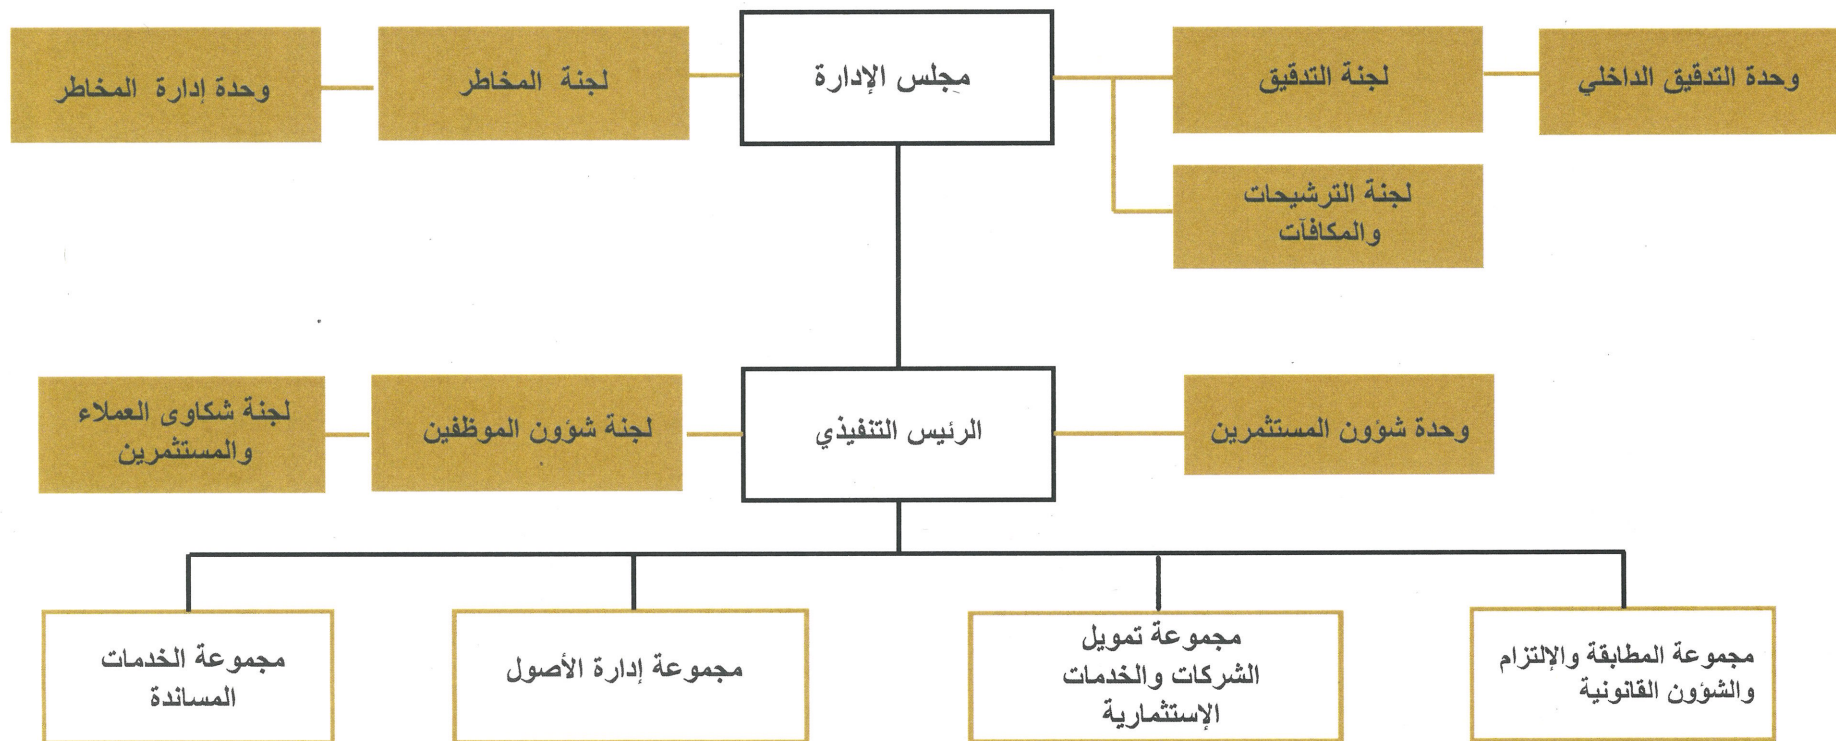 وحدة التدقيق الداخلي
لجنة التدقيق
مجلس الإدارة
لجنة المخاطر
وحدة إدارة المخاطر
لجنة الترشيحات
والمكافآت
وحدة شؤون المستثمرين
الرئيس التنفيذي
لجنة شؤون الموظفين
لجنة شكاوى العملاء
والمستثمرين
مجموعة المطابقة والإلتزام
والشؤون القانونية
مجموعة تمويل
الشركات والخدمات
الإستثمارية
مجموعة إدارة الأصول
مجموعة الخدمات
المساندة